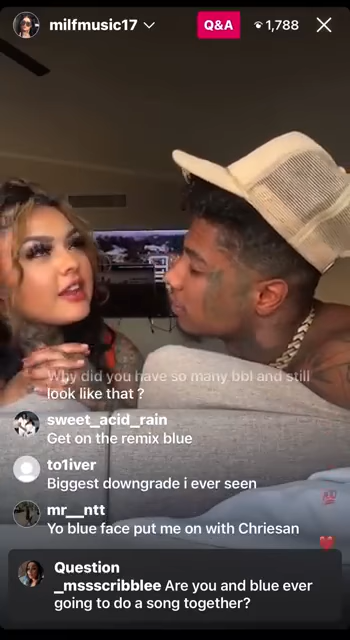 milfmusic17
Q&A
1,788
Why did you have so many bbl and still
look like that ?
sweet_acid_rain
Get on the remix blue
to1iver
Biggest downgrade i ever seen
mr__ntt
Yo blue face put me on with Chriesan
💯
Question
_mssscribblee Are you and blue ever
going to do a song together?